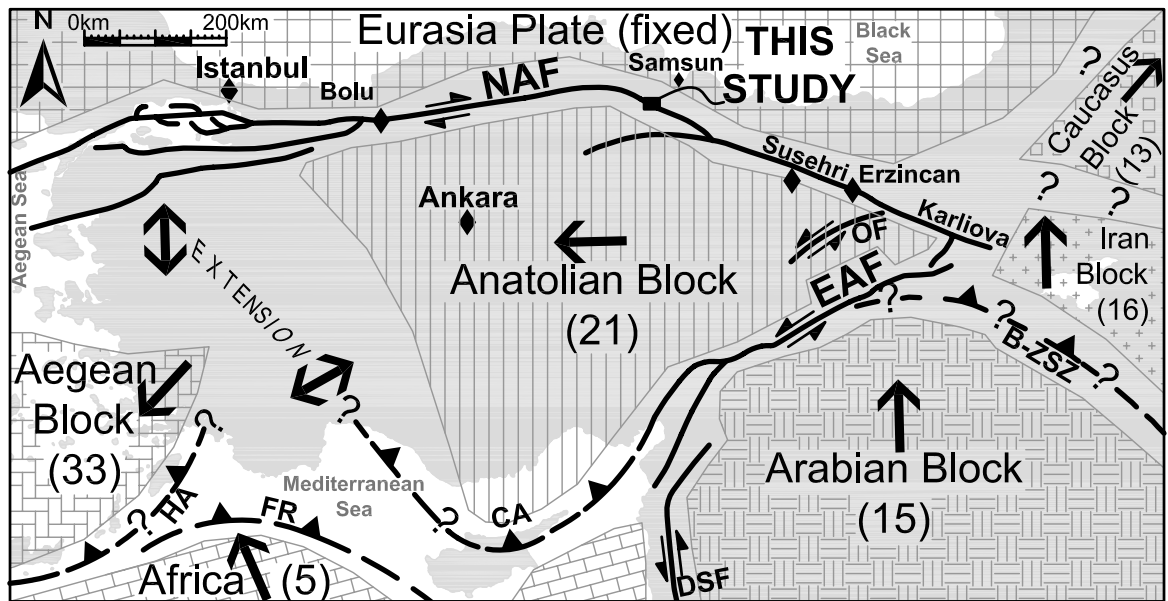 N
0km 200km
Eurasia Plate (fixed)
THIS
STUDY
Black
Sea
Istanbul
Bolu
NAF
Samsun
?
Caucasus
Block
(13)
Aegean Sea
Ankara
Susehri
Erzincan
Karliova
?
?
OF
Iran
Block
(16)
EXTENSION
Anatolian Block
(21)
EAF
?
?
B-ZSZ
?
Aegean
Block
(33)
?
?
Arabian Block
(15)
Mediterranean
Sea
HA
?
FR
?
CA
Africa (5)
DSF